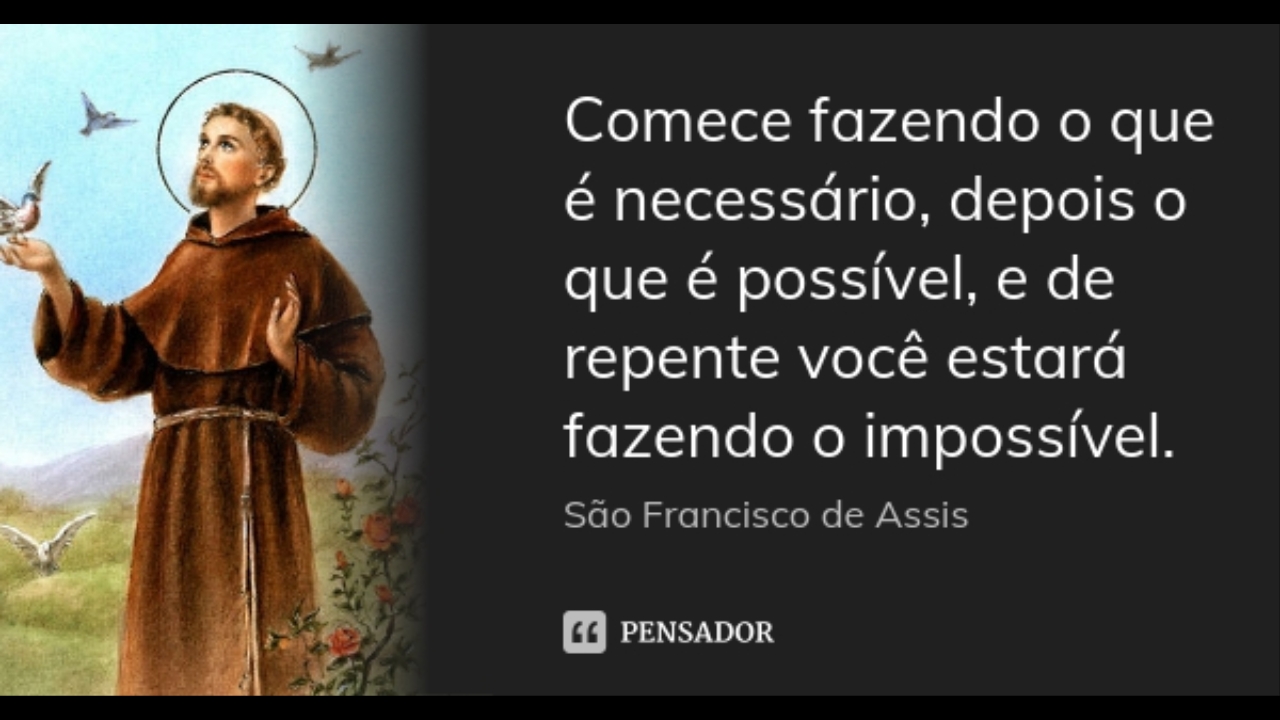 Comece fazendo o que
é necessário, depois o
que é possível, e de
repente você estará
fazendo o impossível.
São Francisco de Assis
PENSADOR